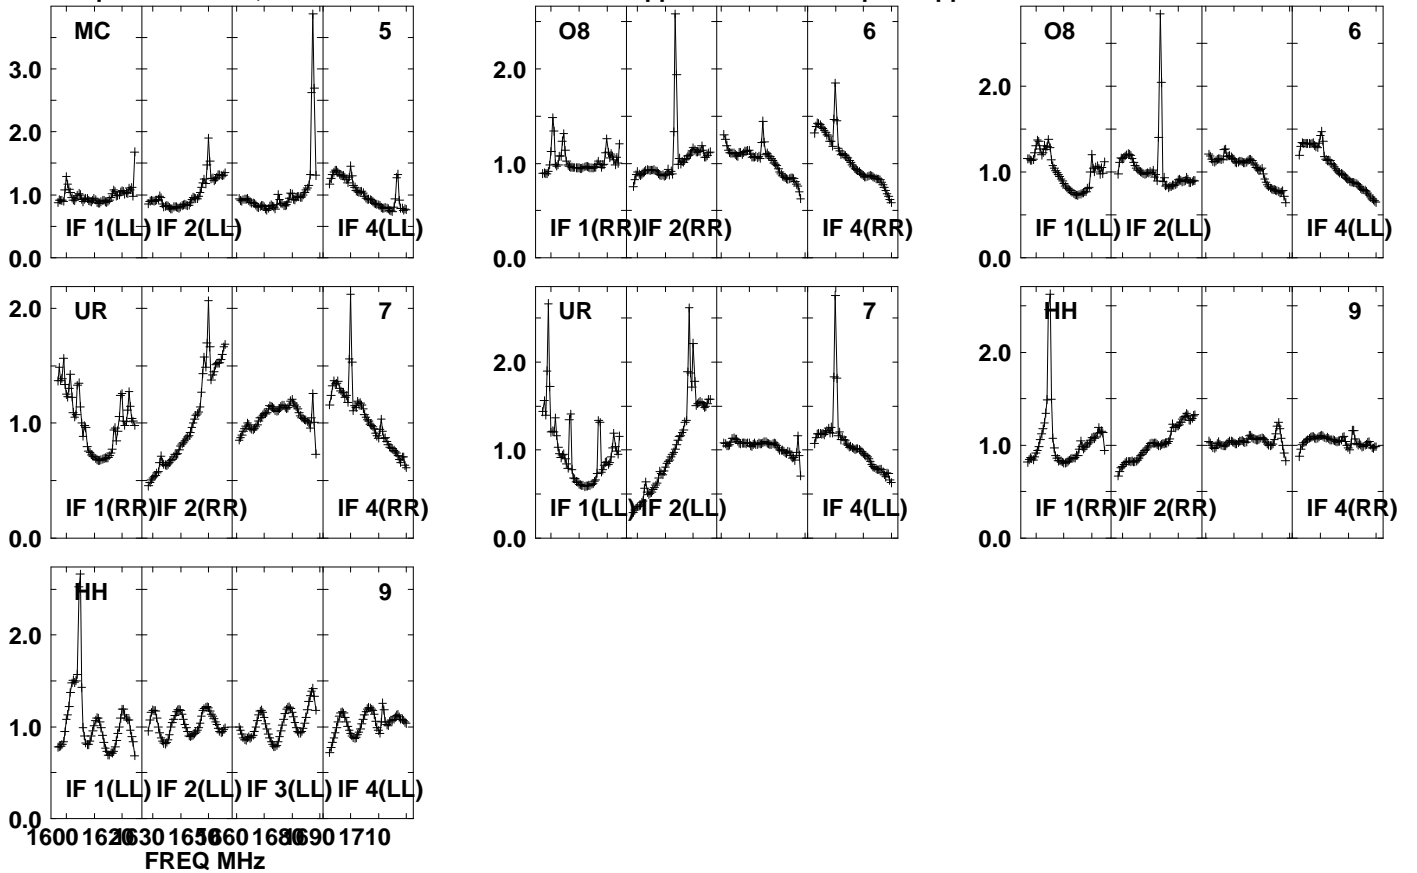 MC 5
3.0
2.0
1.0
0.0
IF 1(LL) IF 2(LL) IF 4(LL)
O8 6
2.0
1.0
0.0
IF 1(RR) IF 2(RR) IF 4(RR)
O8 6
2.0
1.0
0.0
IF 1(LL) IF 2(LL) IF 4(LL)
UR 7
2.0
1.0
0.0
IF 1(RR) IF 2(RR) IF 4(RR)
UR 7
2.0
1.0
0.0
IF 1(LL) IF 2(LL) IF 4(LL)
HH 9
2.0
1.0
0.0
IF 1(RR) IF 2(RR) IF 4(RR)
HH 9
2.0
1.0
0.0
IF 1(LL) IF 2(LL) IF 3(LL) IF 4(LL)
1600 1620 1630 1650 1660 1680 1690 1710
FREQ MHz